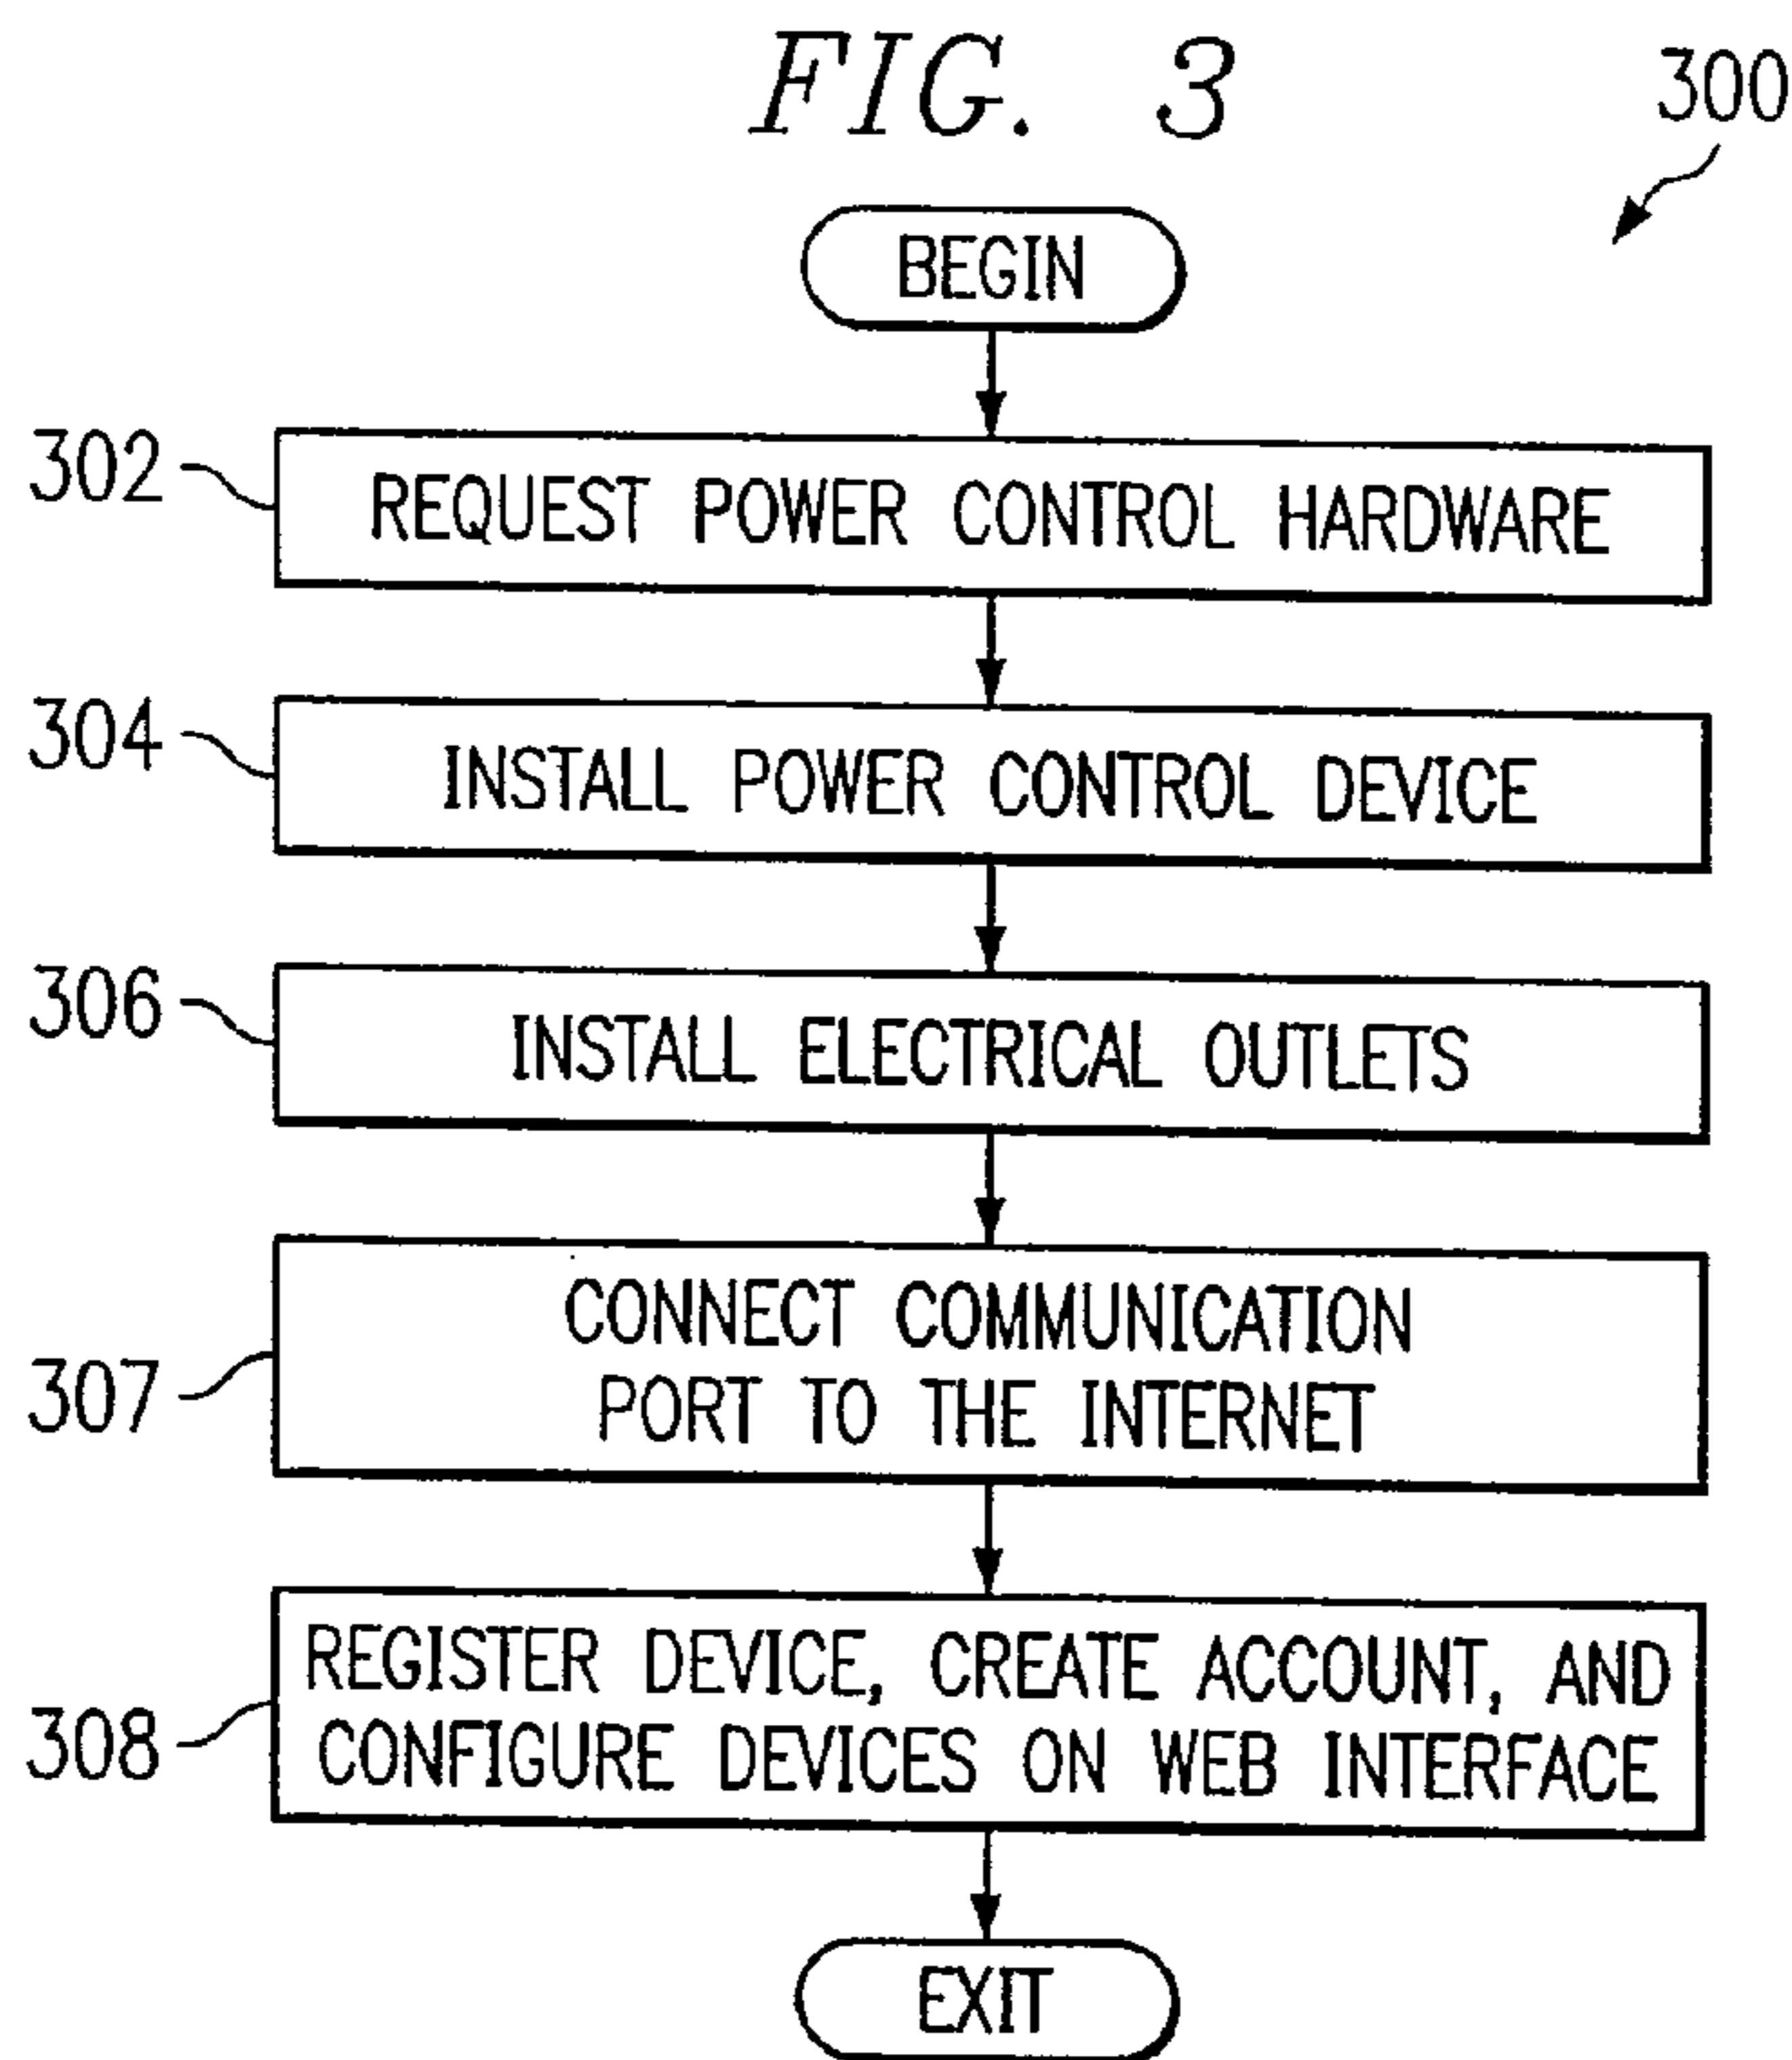 FIG. 3
300
BEGIN
302
REQUEST POWER CONTROL HARDWARE
304
INSTALL POWER CONTROL DEVICE
306
INSTALL ELECTRICAL OUTLETS
307
CONNECT COMMUNICATION
PORT TO THE INTERNET
308
REGISTER DEVICE, CREATE ACCOUNT, AND
CONFIGURE DEVICES ON WEB INTERFACE
EXIT